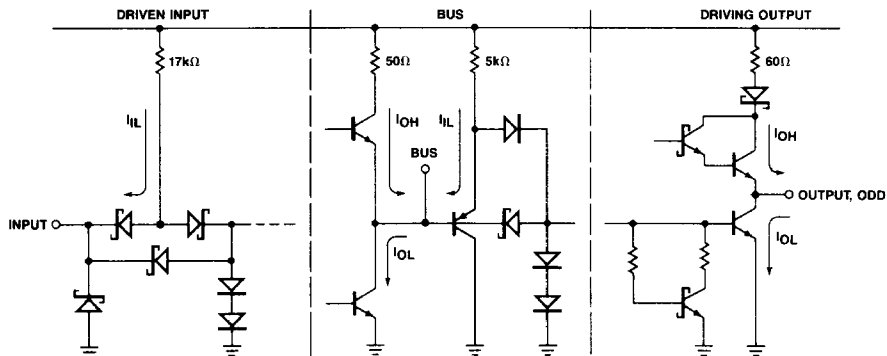 DRIVEN INPUT
BUS
DRIVING OUTPUT
17kΩ
50Ω
5kΩ
60Ω
IIL
IOH
IIL
IOH
BUS
INPUT
OUTPUT, ODD
IOL
IOL